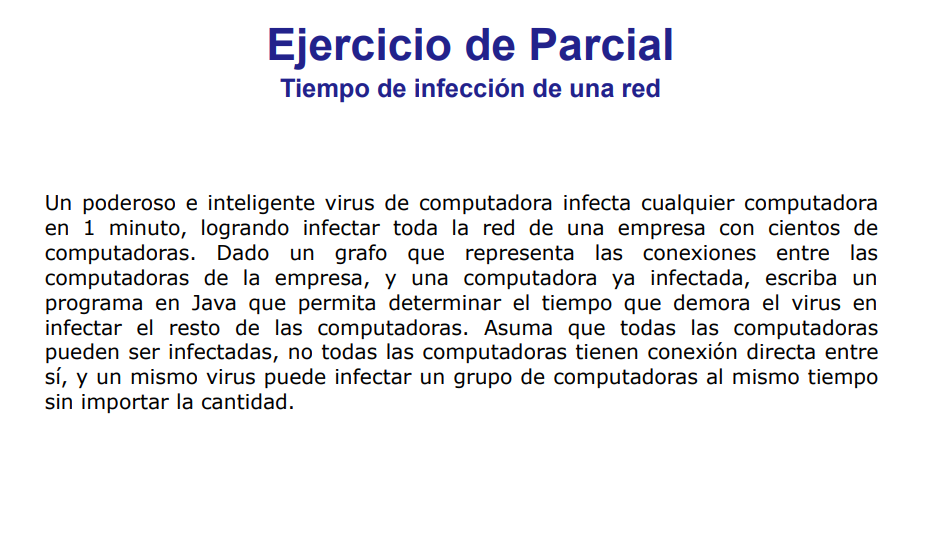 Ejercicio de Parcial
Tiempo de infección de una red
Un poderoso e inteligente virus de computadora infecta cualquier computadora
en 1 minuto, logrando infectar toda la red de una empresa con cientos de
computadoras. Dado un grafo que representa las conexiones entre las
computadoras de la empresa, y una computadora ya infectada, escriba un
programa en Java que permita determinar el tiempo que demora el virus en
infectar el resto de las computadoras. Asuma que todas las computadoras
pueden ser infectadas, no todas las computadoras tienen conexión directa entre
sí, y un mismo virus puede infectar un grupo de computadoras al mismo tiempo
sin importar la cantidad.